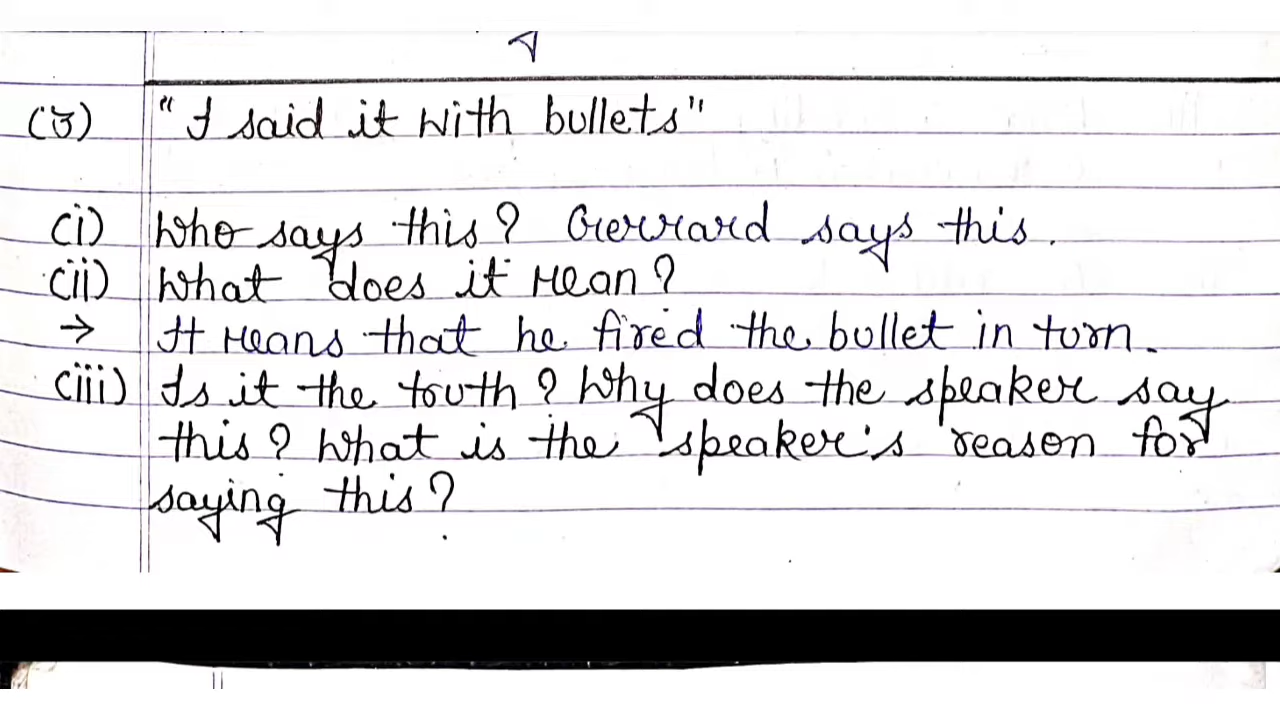 (3) "I said it with bullets"
(i) Who says this? Gerrard says this.
(ii) What does it mean?
→ It means that he fired the bullet in turn.
(iii) Is it the truth? Why does the speaker say
this? What is the speaker's reason for
saying this?